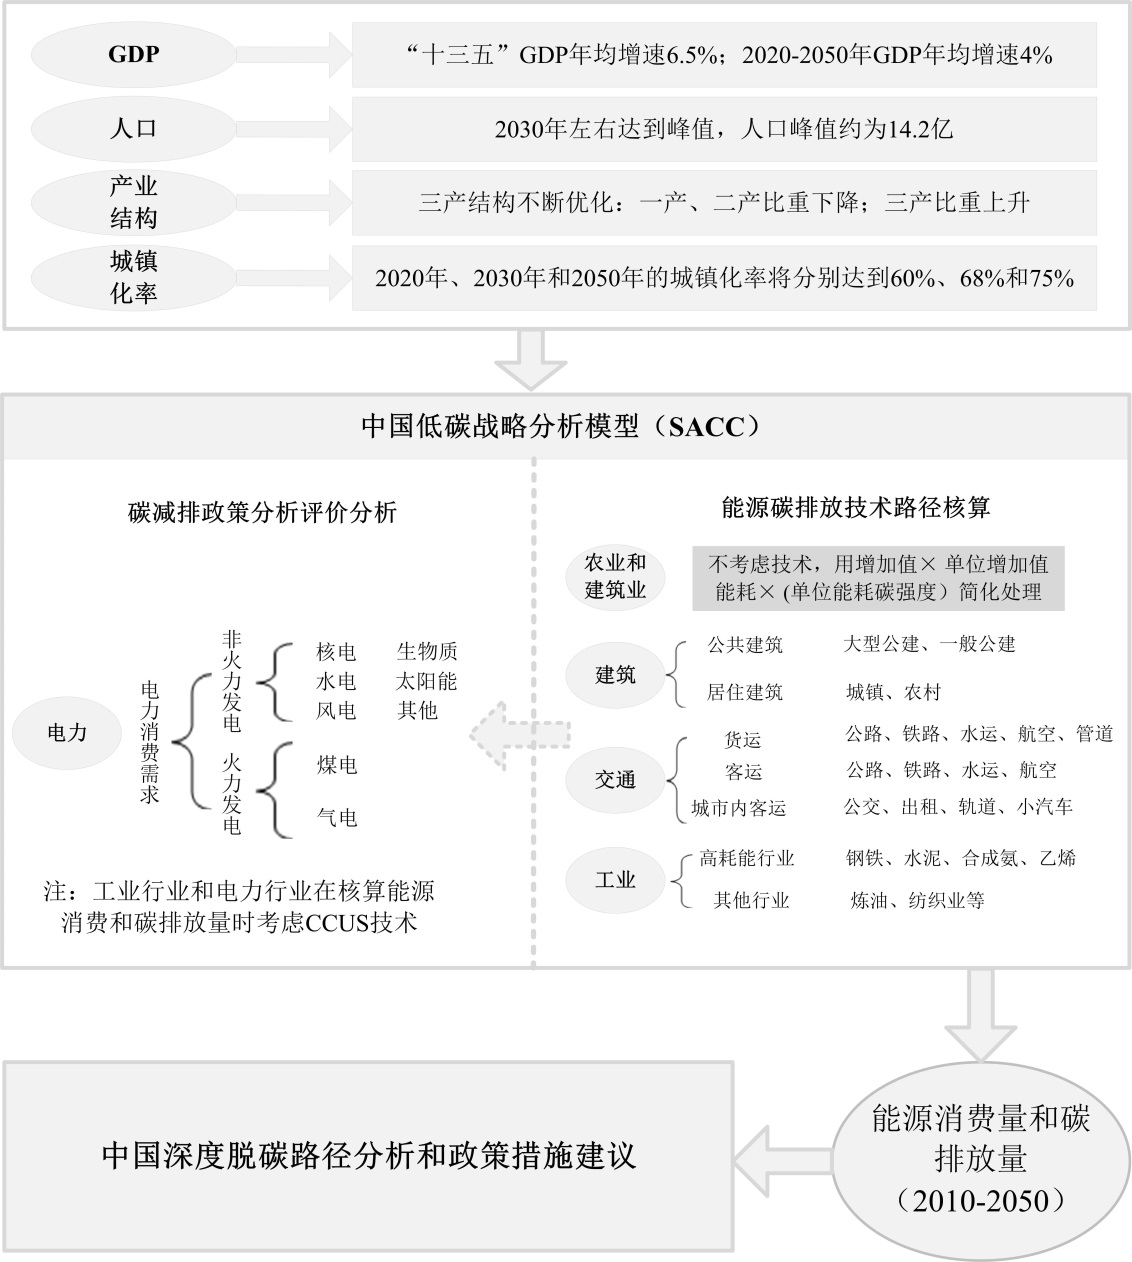 GDP
“十三五”GDP年均增速6.5%；2020-2050年GDP年均增速4%
人口
2030年左右达到峰值，人口峰值约为14.2亿
产业
结构
三产结构不断优化：一产、二产比重下降；三产比重上升
城镇
化率
2020年、2030年和2050年的城镇化率将分别达到60%、68%和75%
中国低碳战略分析模型（SACC）
碳减排政策分析评价分析
电力
电力消费需求
非火力发电
核电 生物质
水电 太阳能
风电 其他
火力发电
煤电
气电
注：工业行业和电力行业在核算能源
消费和碳排放量时考虑CCUS技术
能源碳排放技术路径核算
农业和
建筑业
不考虑技术，用增加值× 单位增加值
能耗× (单位能耗碳强度）简化处理
建筑
公共建筑 大型公建、一般公建
居住建筑 城镇、农村
交通
货运 公路、铁路、水运、航空、管道
客运 公路、铁路、水运、航空
城市内客运 公交、出租、轨道、小汽车
工业
高耗能行业 钢铁、水泥、合成氨、乙烯
其他行业 炼油、纺织业等
能源消费量和碳
排放量
（2010-2050）
中国深度脱碳路径分析和政策措施建议